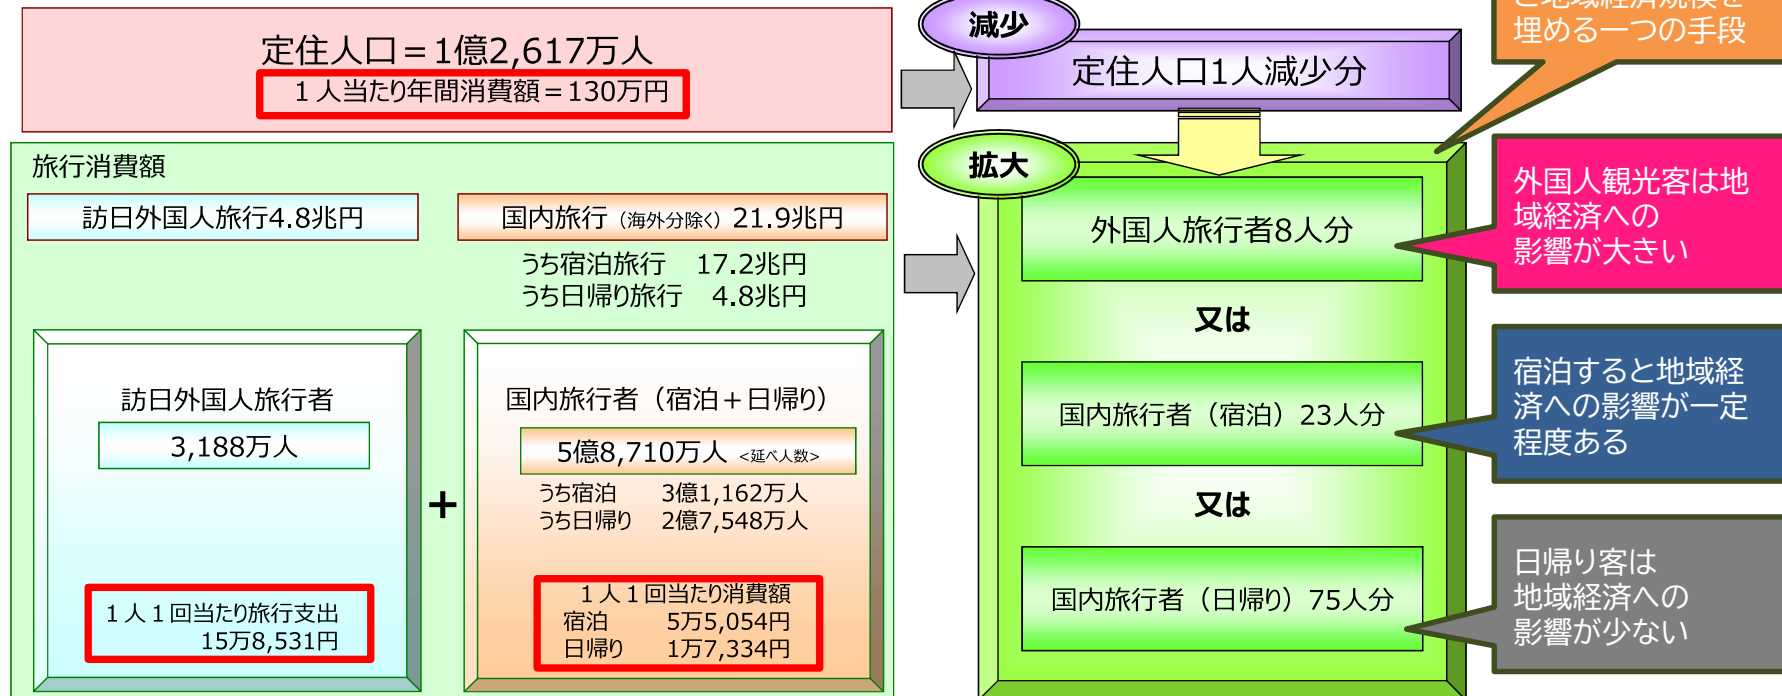 定住人口＝1億2,617万人
１人当たり年間消費額＝130万円
減少
定住人口1人減少分
と地域経済規模を
埋める一つの手段
旅行消費額
訪日外国人旅行4.8兆円
国内旅行（海外分除く）21.9兆円
うち宿泊旅行　17.2兆円
うち日帰り旅行　4.8兆円
訪日外国人旅行者
3,188万人
＋
国内旅行者（宿泊＋日帰り）
5億8,710万人 <延べ人数>
うち宿泊　3億1,162万人
うち日帰り　2億7,548万人
１人１回当たり旅行支出
15万8,531円
１人１回当たり消費額
宿泊　5万5,054円
日帰り　1万7,334円
拡大
外国人旅行者8人分
又は
国内旅行者（宿泊）23人分
又は
国内旅行者（日帰り）75人分
外国人観光客は地
域経済への
影響が大きい
宿泊すると地域経
済への影響が一定
程度ある
日帰り客は
地域経済への
影響が少ない